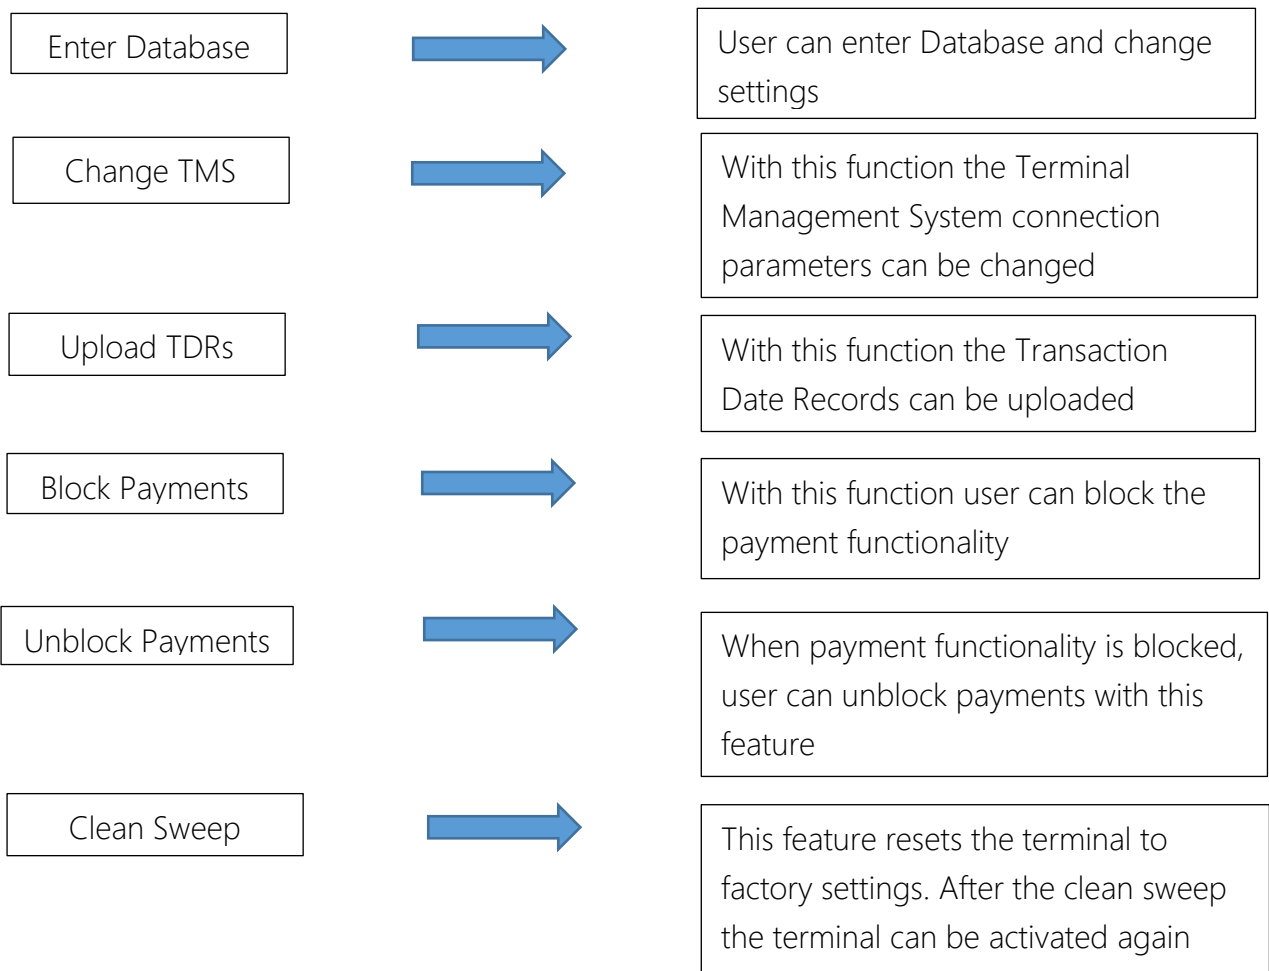 Enter Database
User can enter Database and change
settings
Change TMS
With this function the Terminal
Management System connection
parameters can be changed
Upload TDRs
With this function the Transaction
Date Records can be uploaded
Block Payments
With this function user can block the
payment functionality
Unblock Payments
When payment functionality is blocked,
user can unblock payments with this
feature
Clean Sweep
This feature resets the terminal to
factory settings. After the clean sweep
the terminal can be activated again